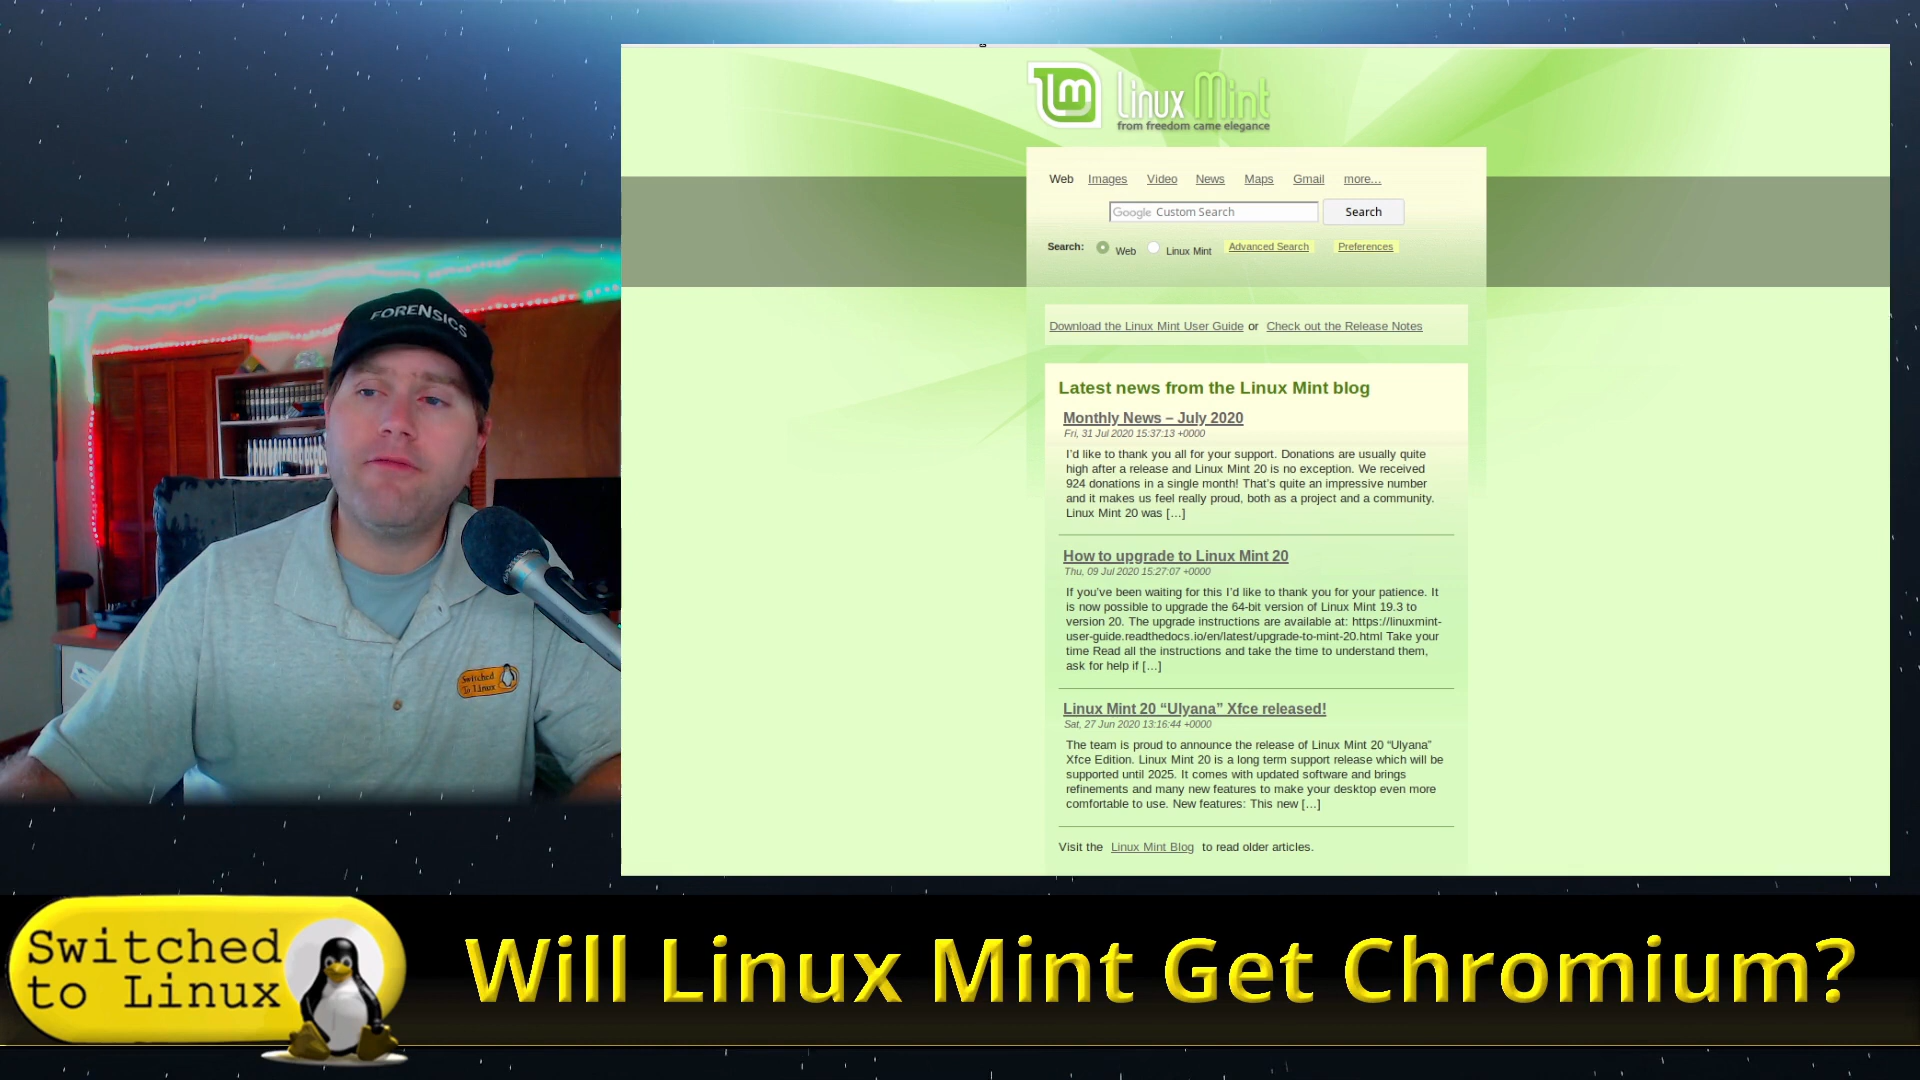 Linux Mint
from freedom came elegance
Web Images Video News Maps Gmail more...
Google Custom Search Search
Search: Web Linux Mint Advanced Search Preferences
Download the Linux Mint User Guide or Check out the Release Notes
Latest news from the Linux Mint blog
Monthly News – July 2020
Fri, 31 Jul 2020 15:37:13 +0000
I'd like to thank you all for your support. Donations are usually quite
high after a release and Linux Mint 20 is no exception. We received
924 donations in a single month! That's quite an impressive number
and it makes us feel really proud, both as a project and a community.
Linux Mint 20 was […]
How to upgrade to Linux Mint 20
Thu, 09 Jul 2020 15:27:07 +0000
If you've been waiting for this I'd like to thank you for your patience. It
is now possible to upgrade the 64-bit version of Linux Mint 19.3 to
version 20. The upgrade instructions are available at: https://linuxmint-
user-guide.readthedocs.io/en/latest/upgrade-to-mint-20.html Take your
time Read all the instructions and take the time to understand them,
ask for help if […]
Linux Mint 20 “Ulyana” Xfce released!
Sat, 27 Jun 2020 13:16:44 +0000
The team is proud to announce the release of Linux Mint 20 “Ulyana”
Xfce Edition. Linux Mint 20 is a long term support release which will be
supported until 2025. It comes with updated software and brings
refinements and many new features to make your desktop even more
comfortable to use. New features: This new […]
Visit the Linux Mint Blog to read older articles.
FORENSICS
Switched
To Linux
Switched
to Linux
Will Linux Mint Get Chromium?